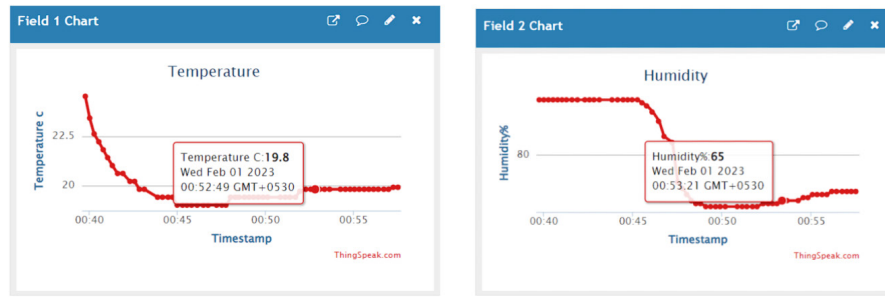 Field 1 Chart
Temperature
Temperature c
22.5
20
Temperature C:19.8
Wed Feb 01 2023
00:52:49 GMT+0530
00:40 00:45 00:50 00:55
Timestamp
ThingSpeak.com
Field 2 Chart
Humidity
Humidity%
80
Humidity%:65
Wed Feb 01 2023
00:53:21 GMT+0530
00:40 00:45 00:50 00:55
Timestamp
ThingSpeak.com